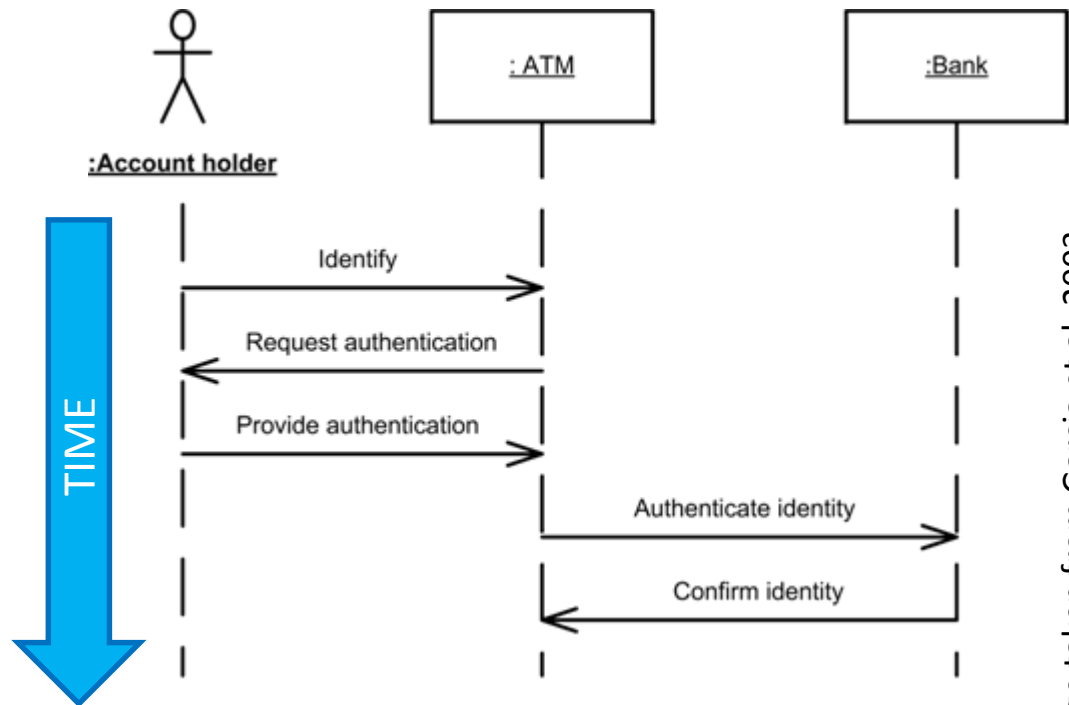 : ATM
:Bank
:Account holder
Identify
Request authentication
Provide authentication
Authenticate identity
Confirm identity
TIME